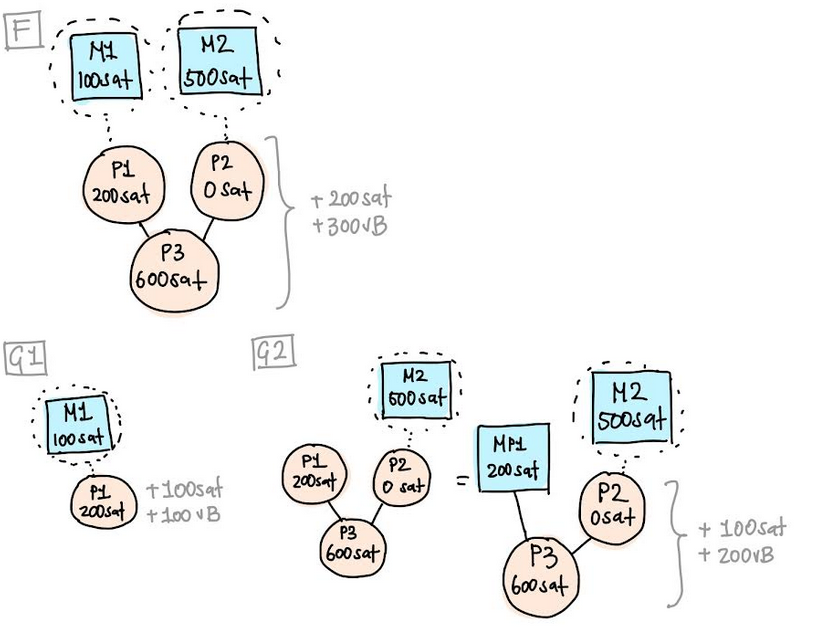 F
M1
100sat
M2
500sat
P1
200sat
P2
0 sat
P3
600sat
+ 200sat
+ 300vB
G1
M1
100sat
P1
200sat
+100sat
+100 vB
G2
M2
500sat
P1
200sat
P2
0 sat
P3
600sat
=
MP1
200sat
M2
500sat
P2
0sat
P3
600sat
+ 100sat
+ 200vB